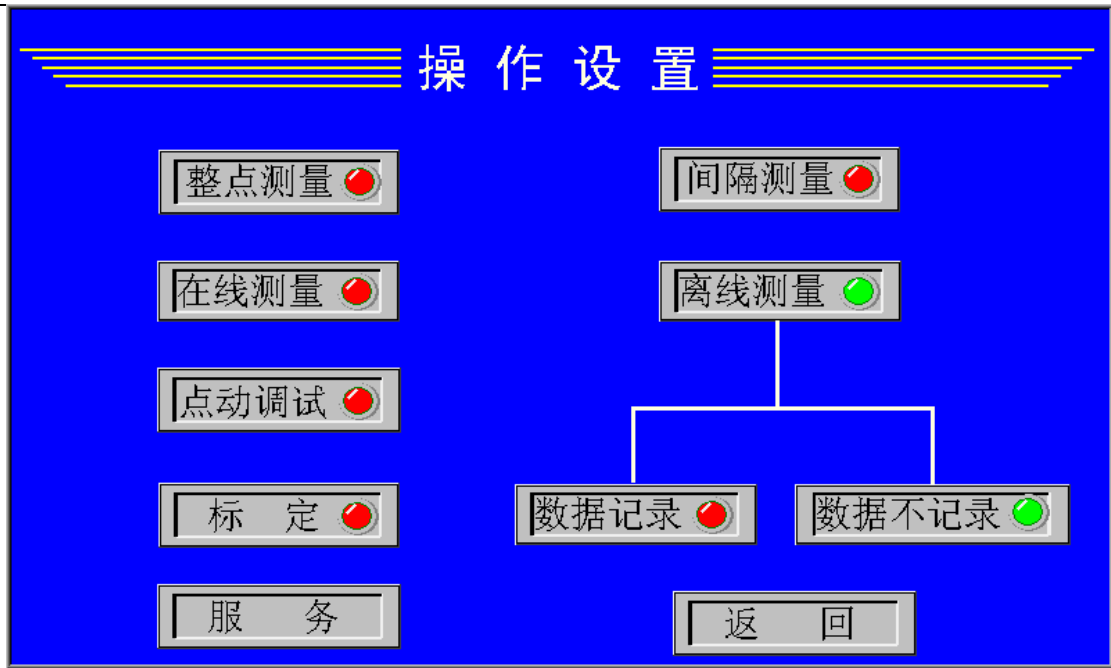 操作设置
整点测量
间隔测量
在线测量
离线测量
点动调试
标 定
数据记录
数据不记录
服 务
返 回